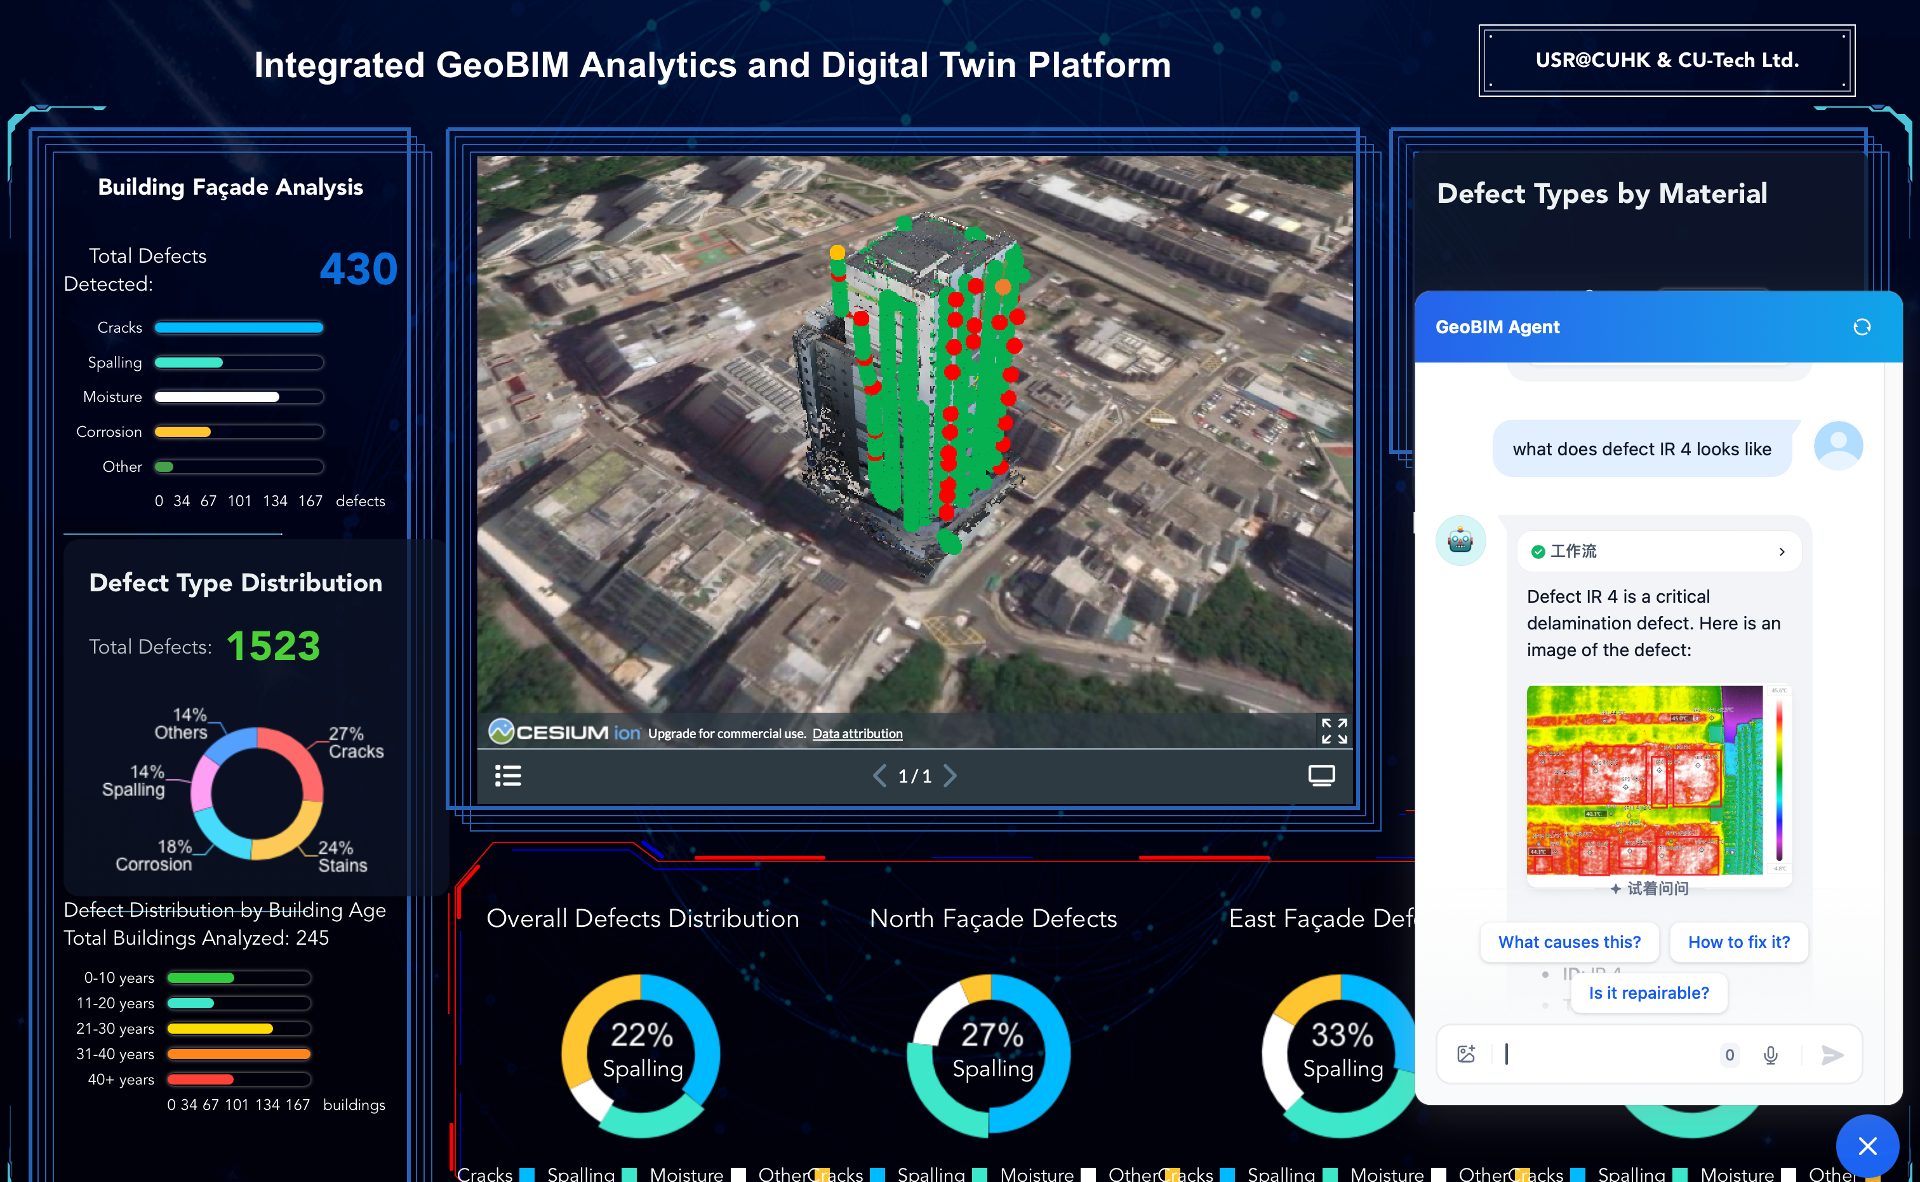 Integrated GeoBIM Analytics and Digital Twin Platform
USR@CUHK & CU-Tech Ltd.
Building Façade Analysis
Total Defects
Detected:
430
Cracks
Spalling
Moisture
Corrosion
Other
0 34 67 101 134 167 defects
Defect Type Distribution
Total Defects: 1523
14%
Others
27%
Cracks
14%
Spalling
18%
Corrosion
24%
Stains
Defect Distribution by Building Age
Total Buildings Analyzed: 245
0-10 years
11-20 years
21-30 years
31-40 years
40+ years
0 34 67 101 134 167 buildings
CESIUM ion Upgrade for commercial use. Data attribution
1 / 1
Overall Defects Distribution
North Façade Defects
East Façade Def
22%
Spalling
27%
Spalling
33%
Spalling
Cracks Spalling Moisture Other
Cracks Spalling Moisture Other
Cracks Spalling Moisture Other
Cracks Spalling Moisture Other
Defect Types by Material
GeoBIM Agent
what does defect IR 4 looks like
工作流
Defect IR 4 is a critical
delamination defect. Here is an
image of the defect:
试着问问
What causes this?
How to fix it?
ID: IR 4
Is it repairable?
0